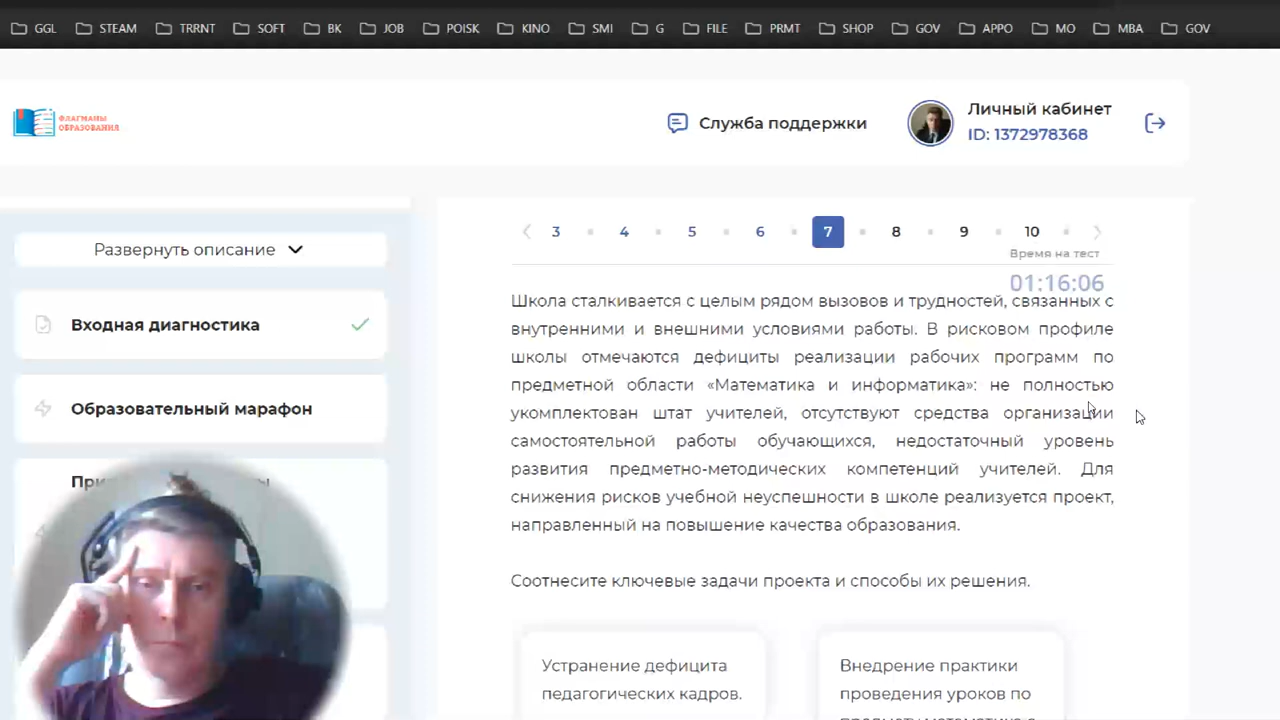 GGL STEAM TRRNT SOFT BK JOB POISK KINO SMI G FILE PRMT SHOP GOV APPO MO MBA GOV
ФЛАГМАНЫ
ОБРАЗОВАНИЯ
Служба поддержки
Личный кабинет
ID: 1372978368
Развернуть описание
Входная диагностика
Образовательный марафон
3 4 5 6 7 8 9 10
Время на тест
01:16:06
Школа сталкивается с целым рядом вызовов и трудностей, связанных с
внутренними и внешними условиями работы. В рисковом профиле
школы отмечаются дефициты реализации рабочих программ по
предметной области «Математика и информатика»: не полностью
укомплектован штат учителей, отсутствуют средства организации
самостоятельной работы обучающихся, недостаточный уровень
развития предметно-методических компетенций учителей. Для
снижения рисков учебной неуспешности в школе реализуется проект,
направленный на повышение качества образования.
Соотнесите ключевые задачи проекта и способы их решения.
Устранение дефицита
педагогических кадров.
Внедрение практики
проведения уроков по